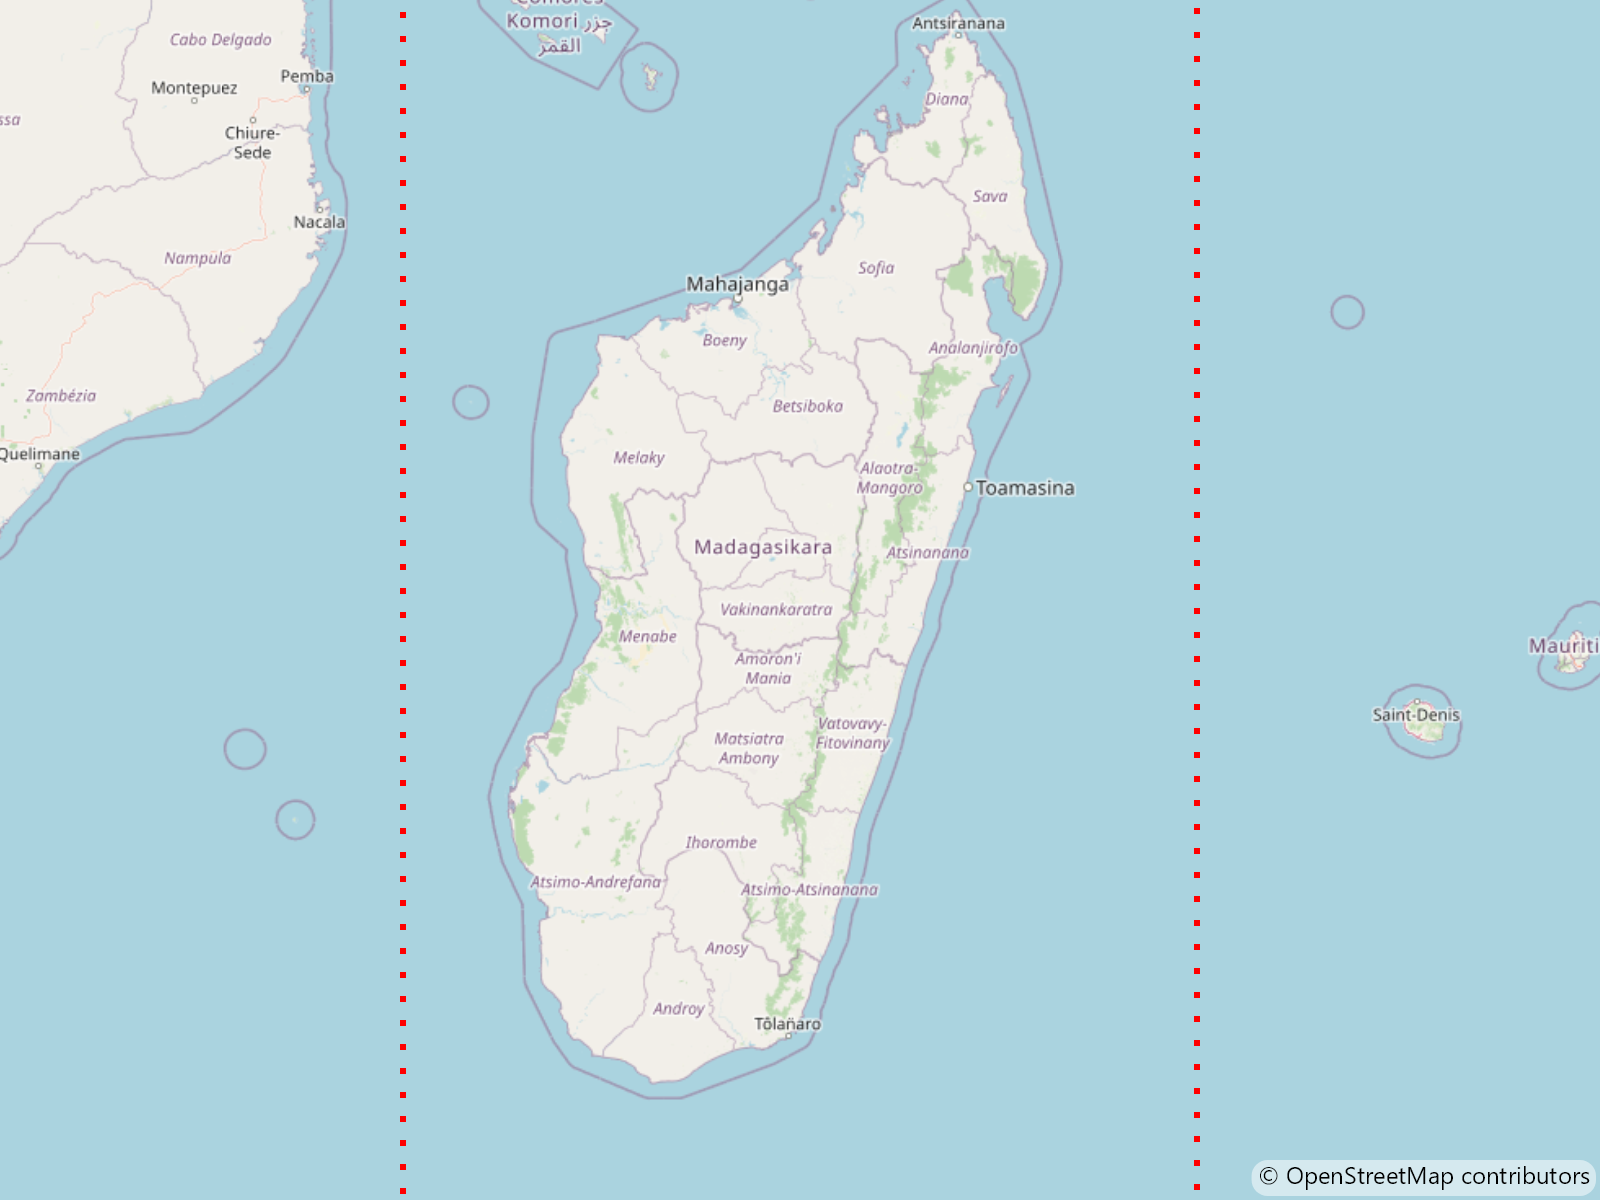 Komori جزر
القمر
Antsiranana
Cabo Delgado
Pemba
Montepuez
Diana
Chiure-
Sede
ssa
Sava
Nacala
Nampula
Sofia
Mahajanga
Boeny
Analanjirofo
Zambézia
Betsiboka
Quelimane
Melaky
Alaotra-
Mangoro
Toamasina
Madagasikara
Atsinanana
Vakinankaratra
Menabe
Mauriti
Amoron'i
Mania
Saint-Denis
Vatovavy-
Fitovinany
Matsiatra
Ambony
Ihorombe
Atsimo-Andrefana
Atsimo-Atsinanana
Anosy
Androy
Tôlan̈aro
© OpenStreetMap contributors